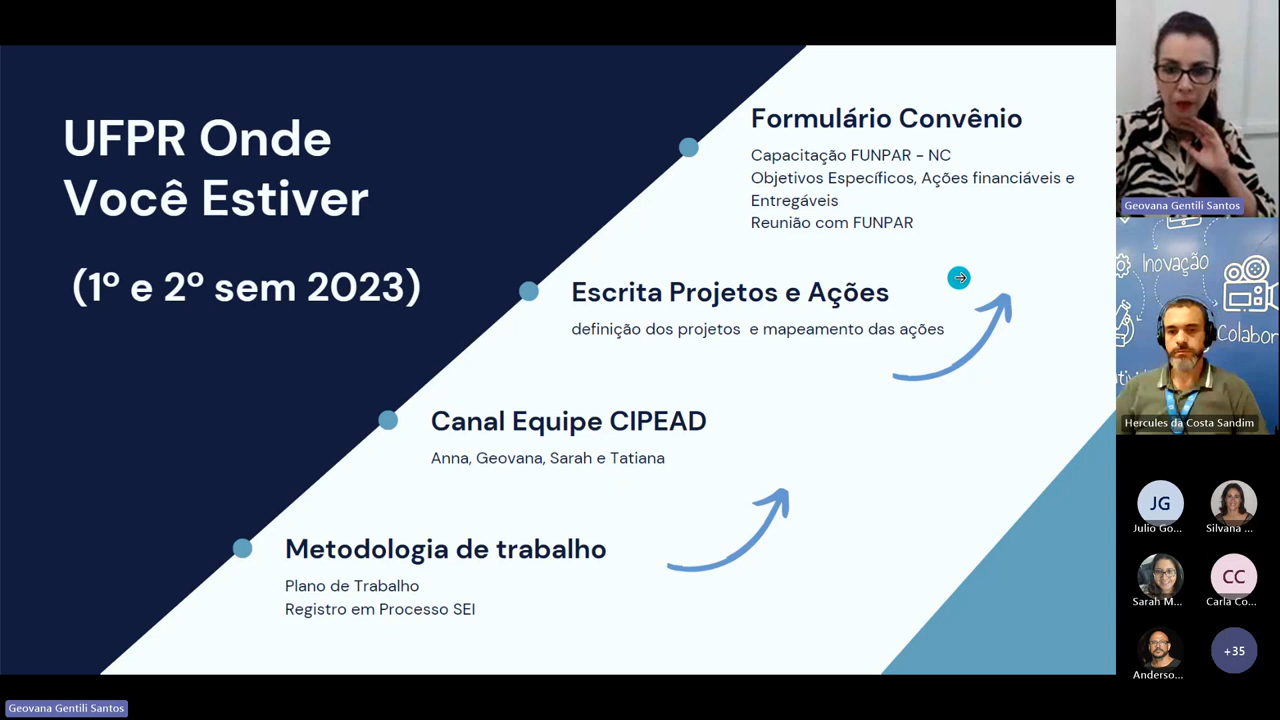 UFPR Onde
Você Estiver
(1º e 2º sem 2023)
Formulário Convênio
Capacitação FUNPAR - NC
Objetivos Específicos, Ações financiáveis e
Entregáveis
Reunião com FUNPAR
Escrita Projetos e Ações
definição dos projetos e mapeamento das ações
Canal Equipe CIPEAD
Anna, Geovana, Sarah e Tatiana
Metodologia de trabalho
Plano de Trabalho
Registro em Processo SEI
Geovana Gentili Santos
Inovação
Colabor
Hercules da Costa Sandim
JG
Julio Go...
Silvana ...
Sarah M...
CC
Carla Co...
Anderso...
+35
Geovana Gentili Santos